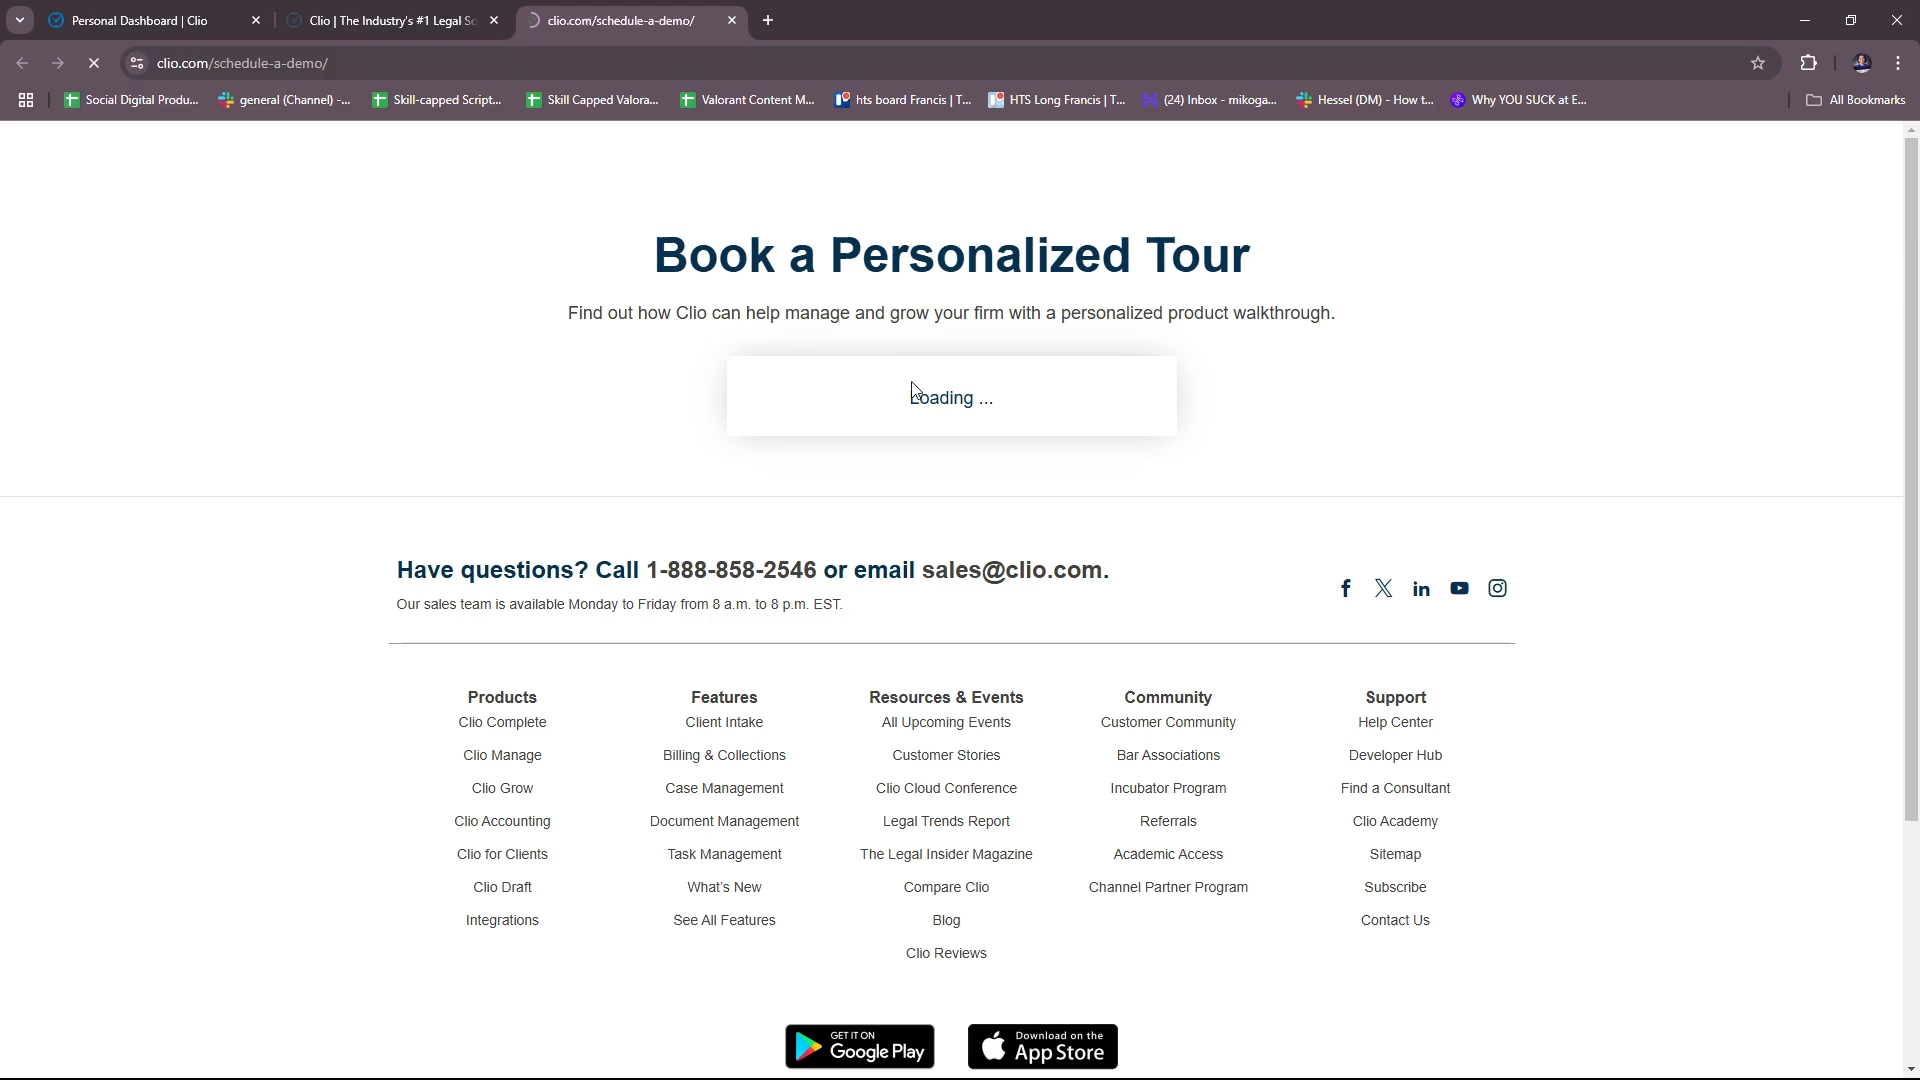 Personal Dashboard | Clio
Clio | The Industry's #1 Legal So
clio.com/schedule-a-demo/
clio.com/schedule-a-demo/
Social Digital Produ...
general (Channel) -...
Skill-capped Script...
Skill Capped Valora...
Valorant Content M...
hts board Francis | T...
HTS Long Francis | T...
(24) Inbox - mikoga...
Hessel (DM) - How t...
Why YOU SUCK at E...
All Bookmarks
Book a Personalized Tour
Find out how Clio can help manage and grow your firm with a personalized product walkthrough.
Loading ...
Have questions? Call 1-888-858-2546 or email sales@clio.com.
Our sales team is available Monday to Friday from 8 a.m. to 8 p.m. EST.
Products
Clio Complete
Clio Manage
Clio Grow
Clio Accounting
Clio for Clients
Clio Draft
Integrations
Features
Client Intake
Billing & Collections
Case Management
Document Management
Task Management
What's New
See All Features
Resources & Events
All Upcoming Events
Customer Stories
Clio Cloud Conference
Legal Trends Report
The Legal Insider Magazine
Compare Clio
Blog
Clio Reviews
Community
Customer Community
Bar Associations
Incubator Program
Referrals
Academic Access
Channel Partner Program
Support
Help Center
Developer Hub
Find a Consultant
Clio Academy
Sitemap
Subscribe
Contact Us
GET IT ON
Google Play
Download on the
App Store